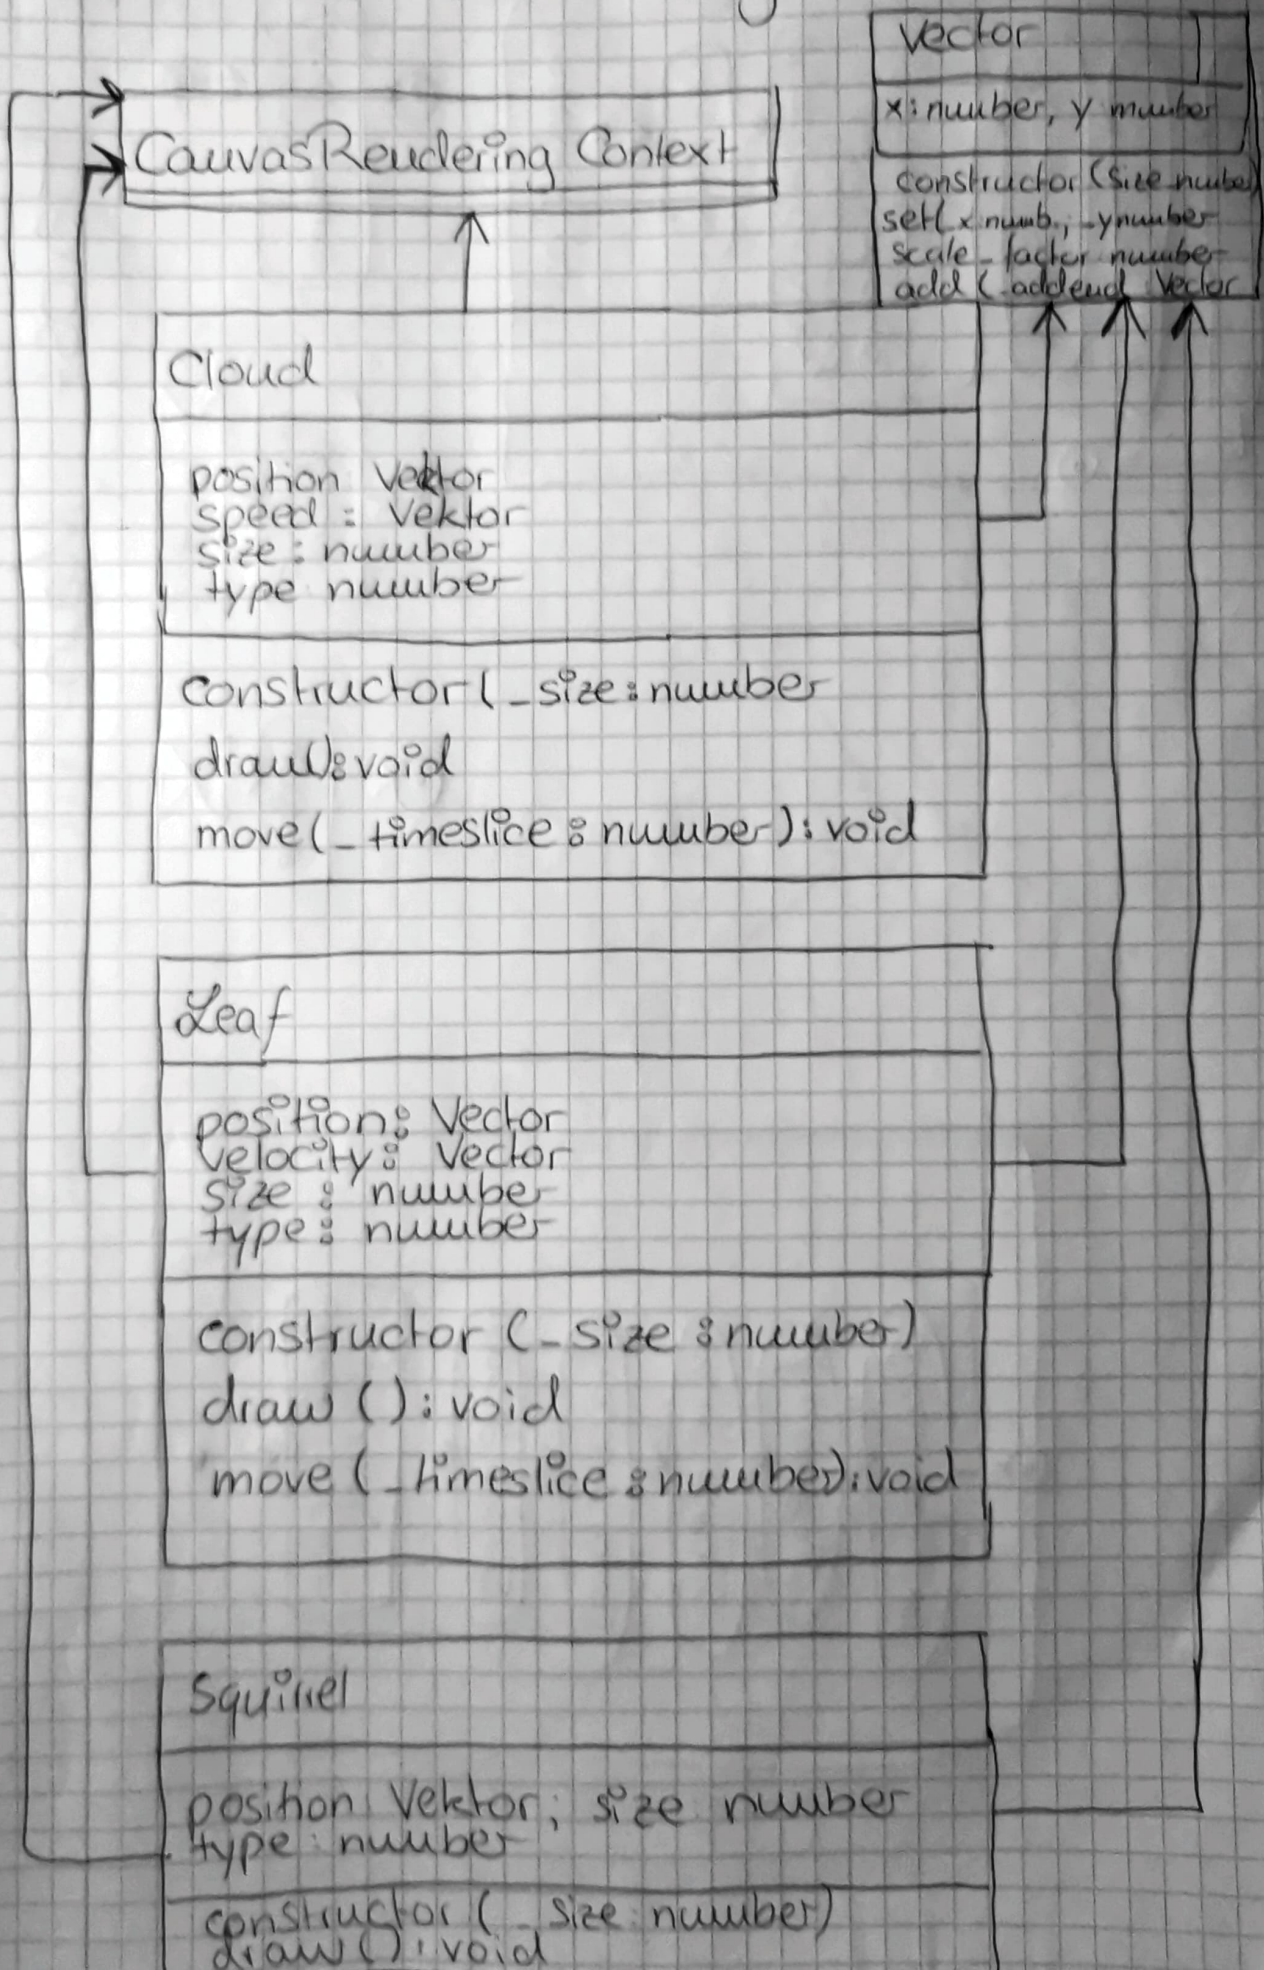 Vector
x: number, y number
constructor (size number
set( x numb., _y number
scale _ factor number
add ( _addend Vector
CanvasRendering Context
Cloud
position Vektor
speed : Vektor
size : number
type number
constructor ( _size : number
draw(): void
move ( _ timeslice : number ) : void
Leaf
position : Vector
velocity : Vector
size : number
type : number
constructor ( _size : number )
draw () : void
move ( _timeslice : number) : void
Squirrel
position Vektor, size number
type number
constructor ( _size number)
draw () : void